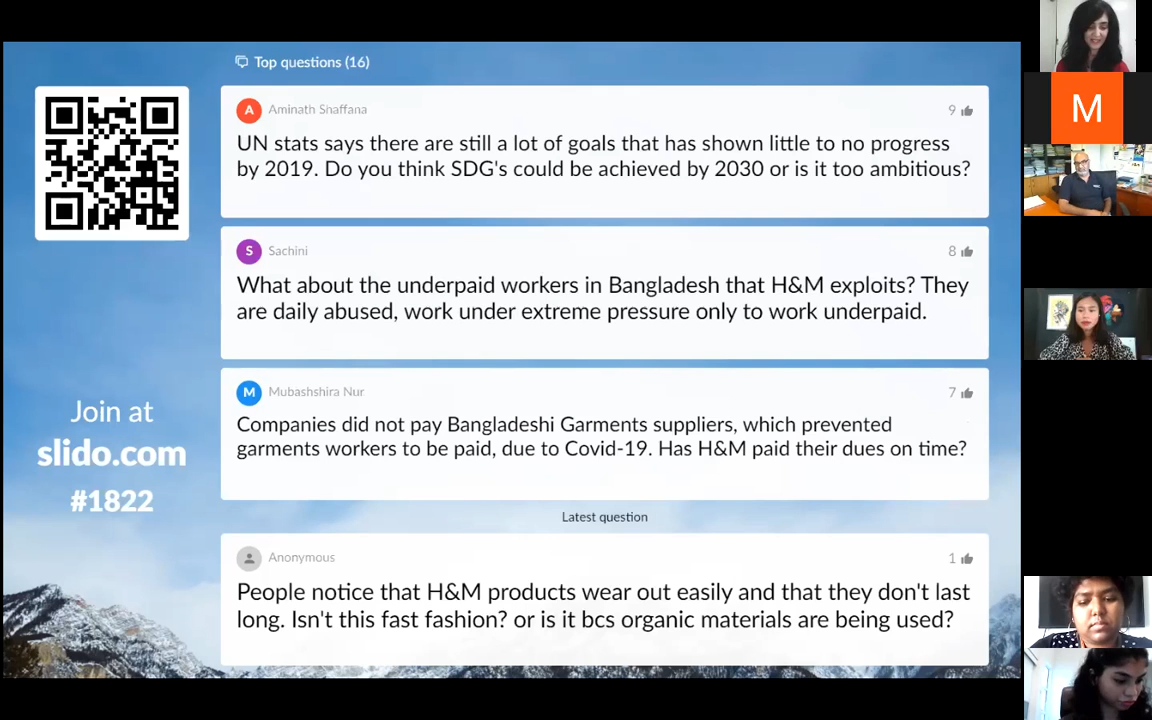 Top questions (16)
A Aminath Shaffana
9
UN stats says there are still a lot of goals that has shown little to no progress
by 2019. Do you think SDG's could be achieved by 2030 or is it too ambitious?
S Sachini
8
What about the underpaid workers in Bangladesh that H&M exploits? They
are daily abused, work under extreme pressure only to work underpaid.
M Mubashshira Nur
7
Companies did not pay Bangladeshi Garments suppliers, which prevented
garments workers to be paid, due to Covid-19. Has H&M paid their dues on time?
Latest question
Anonymous
1
People notice that H&M products wear out easily and that they don't last
long. Isn't this fast fashion? or is it bcs organic materials are being used?
Join at
slido.com
#1822
M